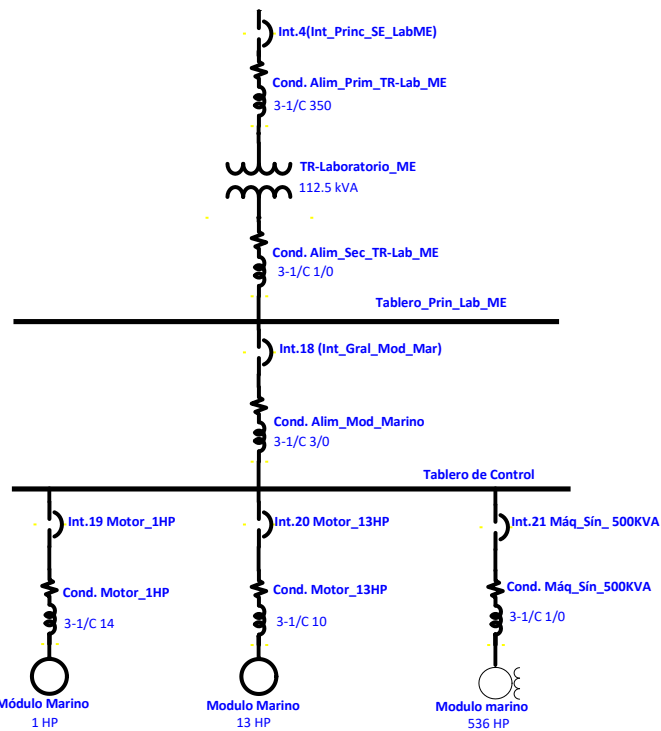 Int.4(Int_Princ_SE_LabME)
Cond. Alim_Prim_TR-Lab_ME
3-1/C 350
TR-Laboratorio_ME
112.5 kVA
Cond. Alim_Sec_TR-Lab_ME
3-1/C 1/0
Tablero_Prin_Lab_ME
Int.18 (Int_Gral_Mod_Mar)
Cond. Alim_Mod_Marino
3-1/C 3/0
Tablero de Control
Int.19 Motor_1HP
Int.20 Motor_13HP
Int.21 Máq_Sín_ 500KVA
Cond. Motor_1HP
Cond. Motor_13HP
Cond. Máq_Sín_500KVA
3-1/C 14
3-1/C 10
3-1/C 1/0
Módulo Marino
1 HP
Modulo Marino
13 HP
Modulo marino
536 HP